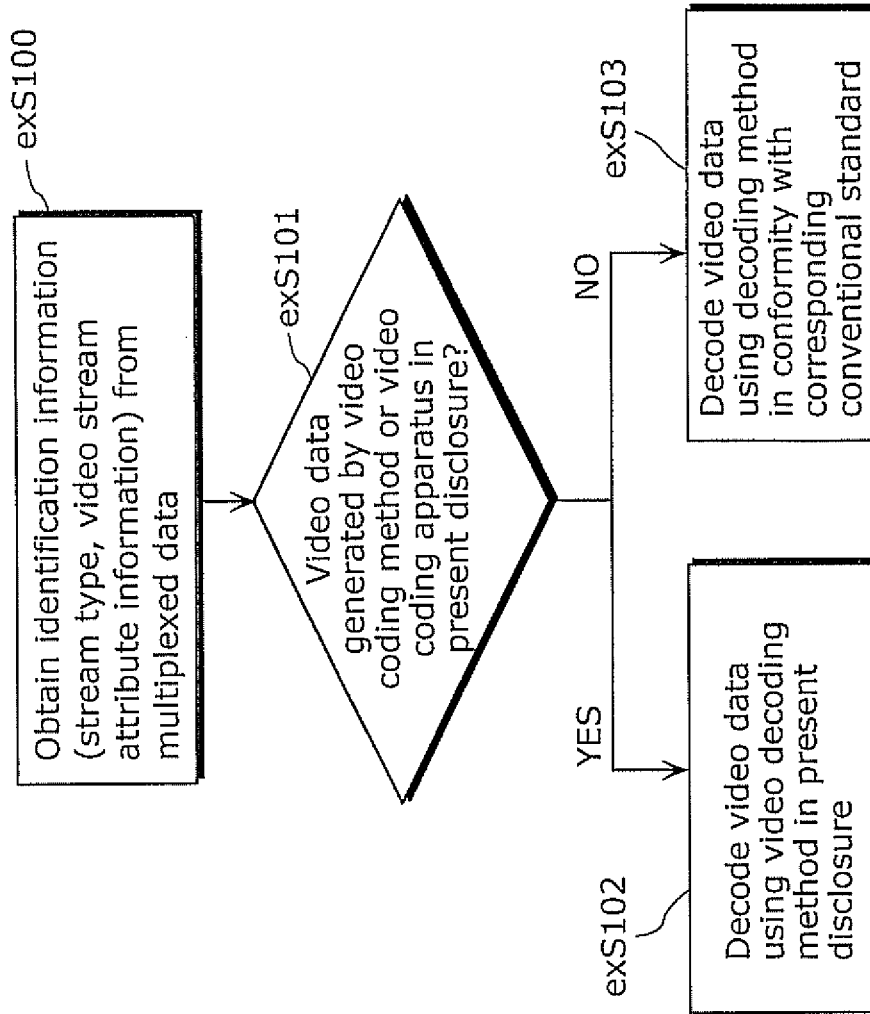 exS100
Obtain identification information
(stream type, video stream
attribute information) from
multiplexed data
exS101
Video data
generated by video
coding method or video
coding apparatus in
present disclosure?
YES
NO
exS102
Decode video data
using video decoding
method in present
disclosure
exS103
Decode video data
using decoding method
in conformity with
corresponding
conventional standard